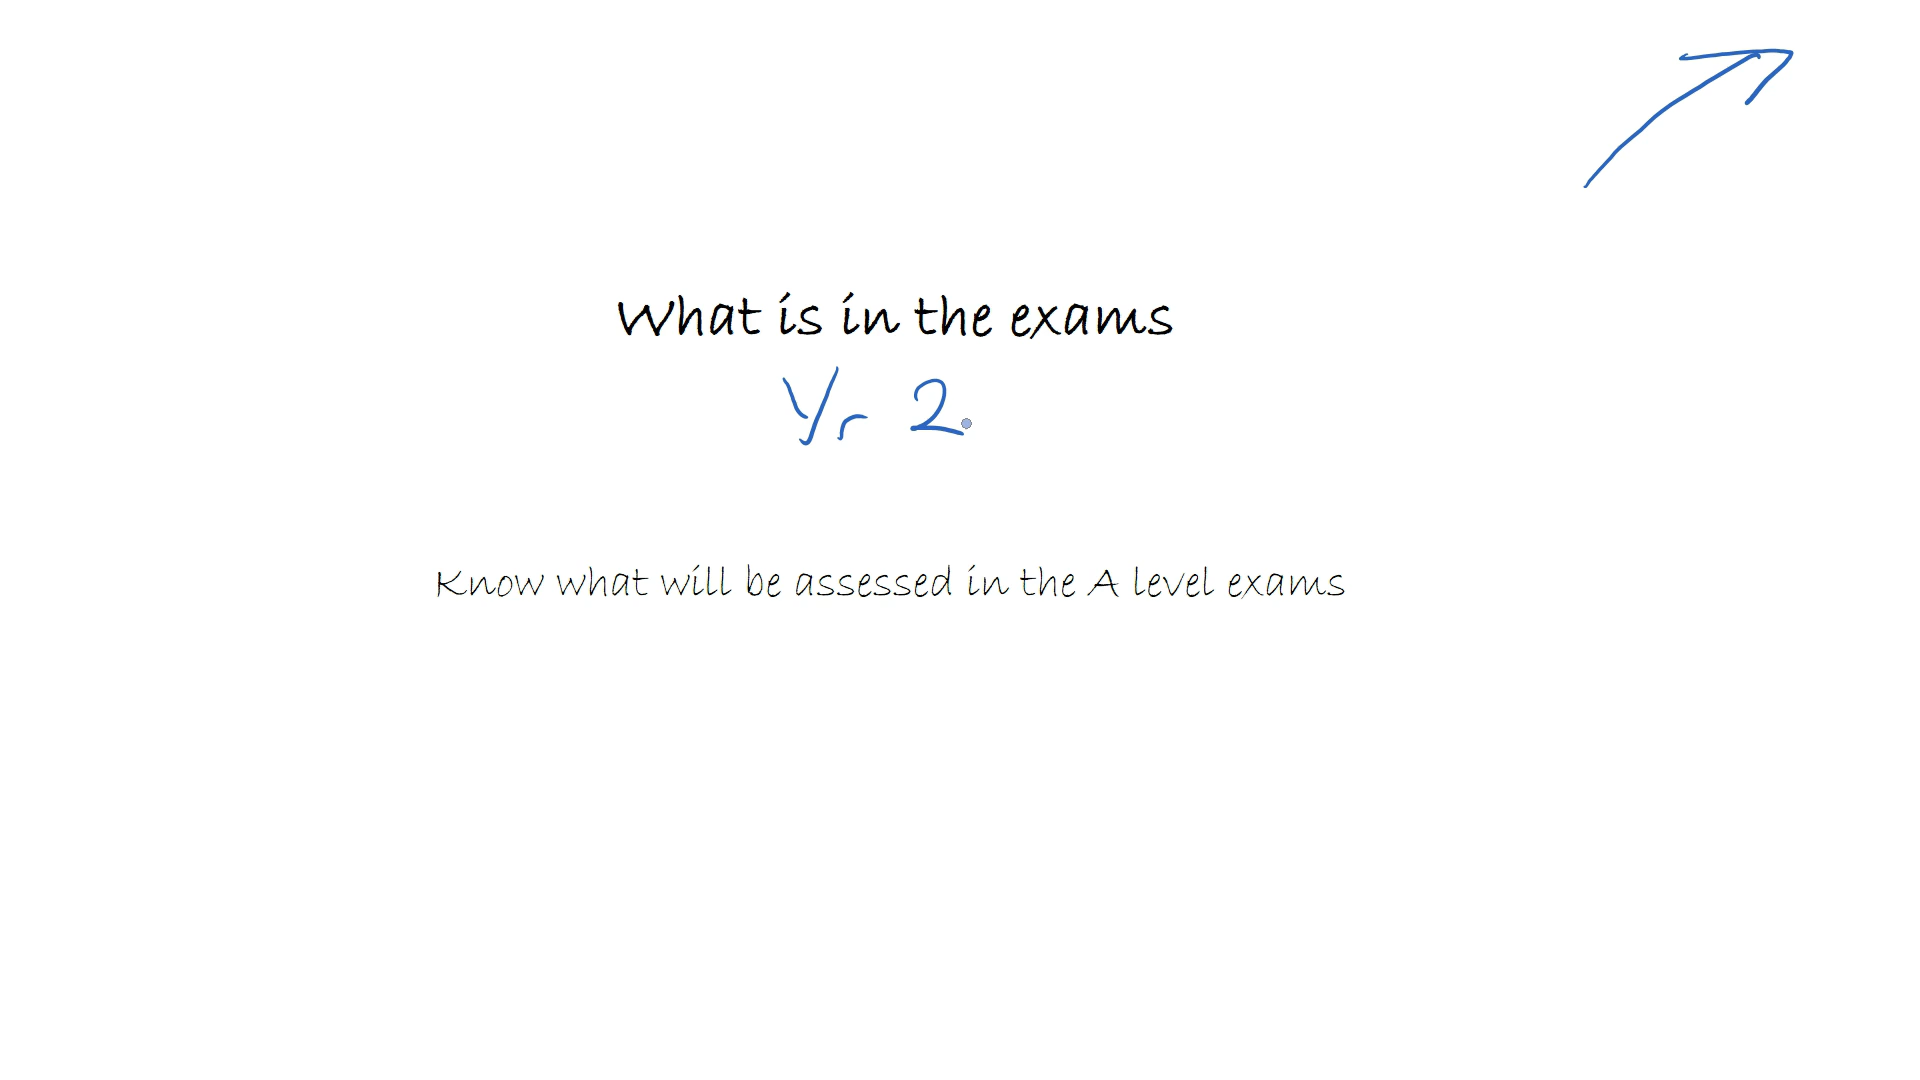 What is in the exams
Yr 2
Know what will be assessed in the A level exams